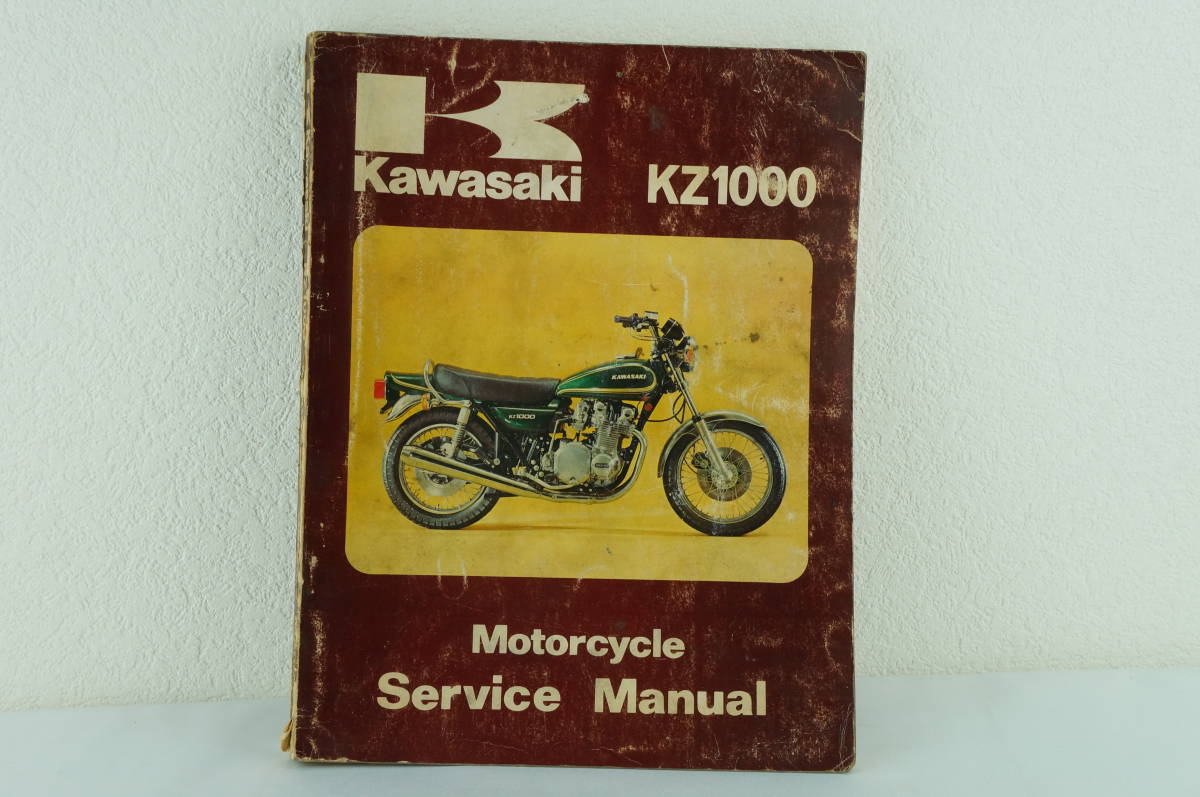 Kawasaki KZ1000
KAWASAKI
KZ1000
Motorcycle
Service Manual